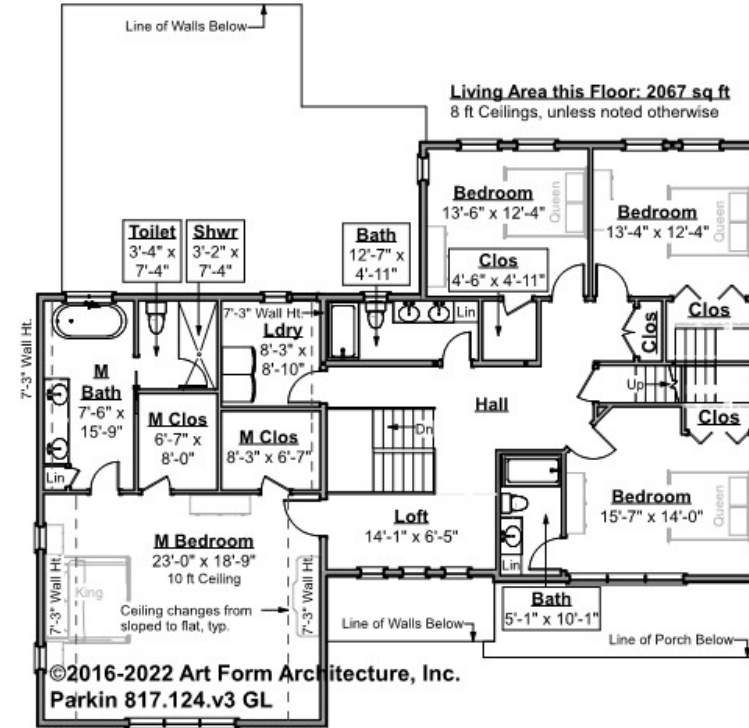 Line of Walls Below
Living Area this Floor: 2067 sq ft
8 ft Ceilings, unless noted otherwise
Bedroom
13'-6" x 12'-4"
Queen
Bedroom
13'-4" x 12'-4"
Queen
Toilet
3'-4" x
7'-4"
Shwr
3'-2" x
7'-4"
Bath
12'-7" x
4'-11"
Clos
4'-6" x 4'-11"
7'-3" Wall Ht.
7'-3" Wall Ht.
Ldry
8'-3" x
8'-10"
Lin
Clos
Clos
M
Bath
7'-6" x
15'-9"
M Clos
6'-7" x
8'-0"
M Clos
8'-3" x 6'-7"
Hall
Up
Dn
Clos
Lin
Bedroom
15'-7" x 14'-0"
Queen
Loft
14'-1" x 6'-5"
M Bedroom
23'-0" x 18'-9"
10 ft Ceiling
King
7'-3" Wall Ht.
7'-3" Wall Ht.
Ceiling changes from
sloped to flat, typ.
Lin
Bath
5'-1" x 10'-1"
Line of Walls Below
Line of Porch Below
©2016-2022 Art Form Architecture, Inc.
Parkin 817.124.v3 GL